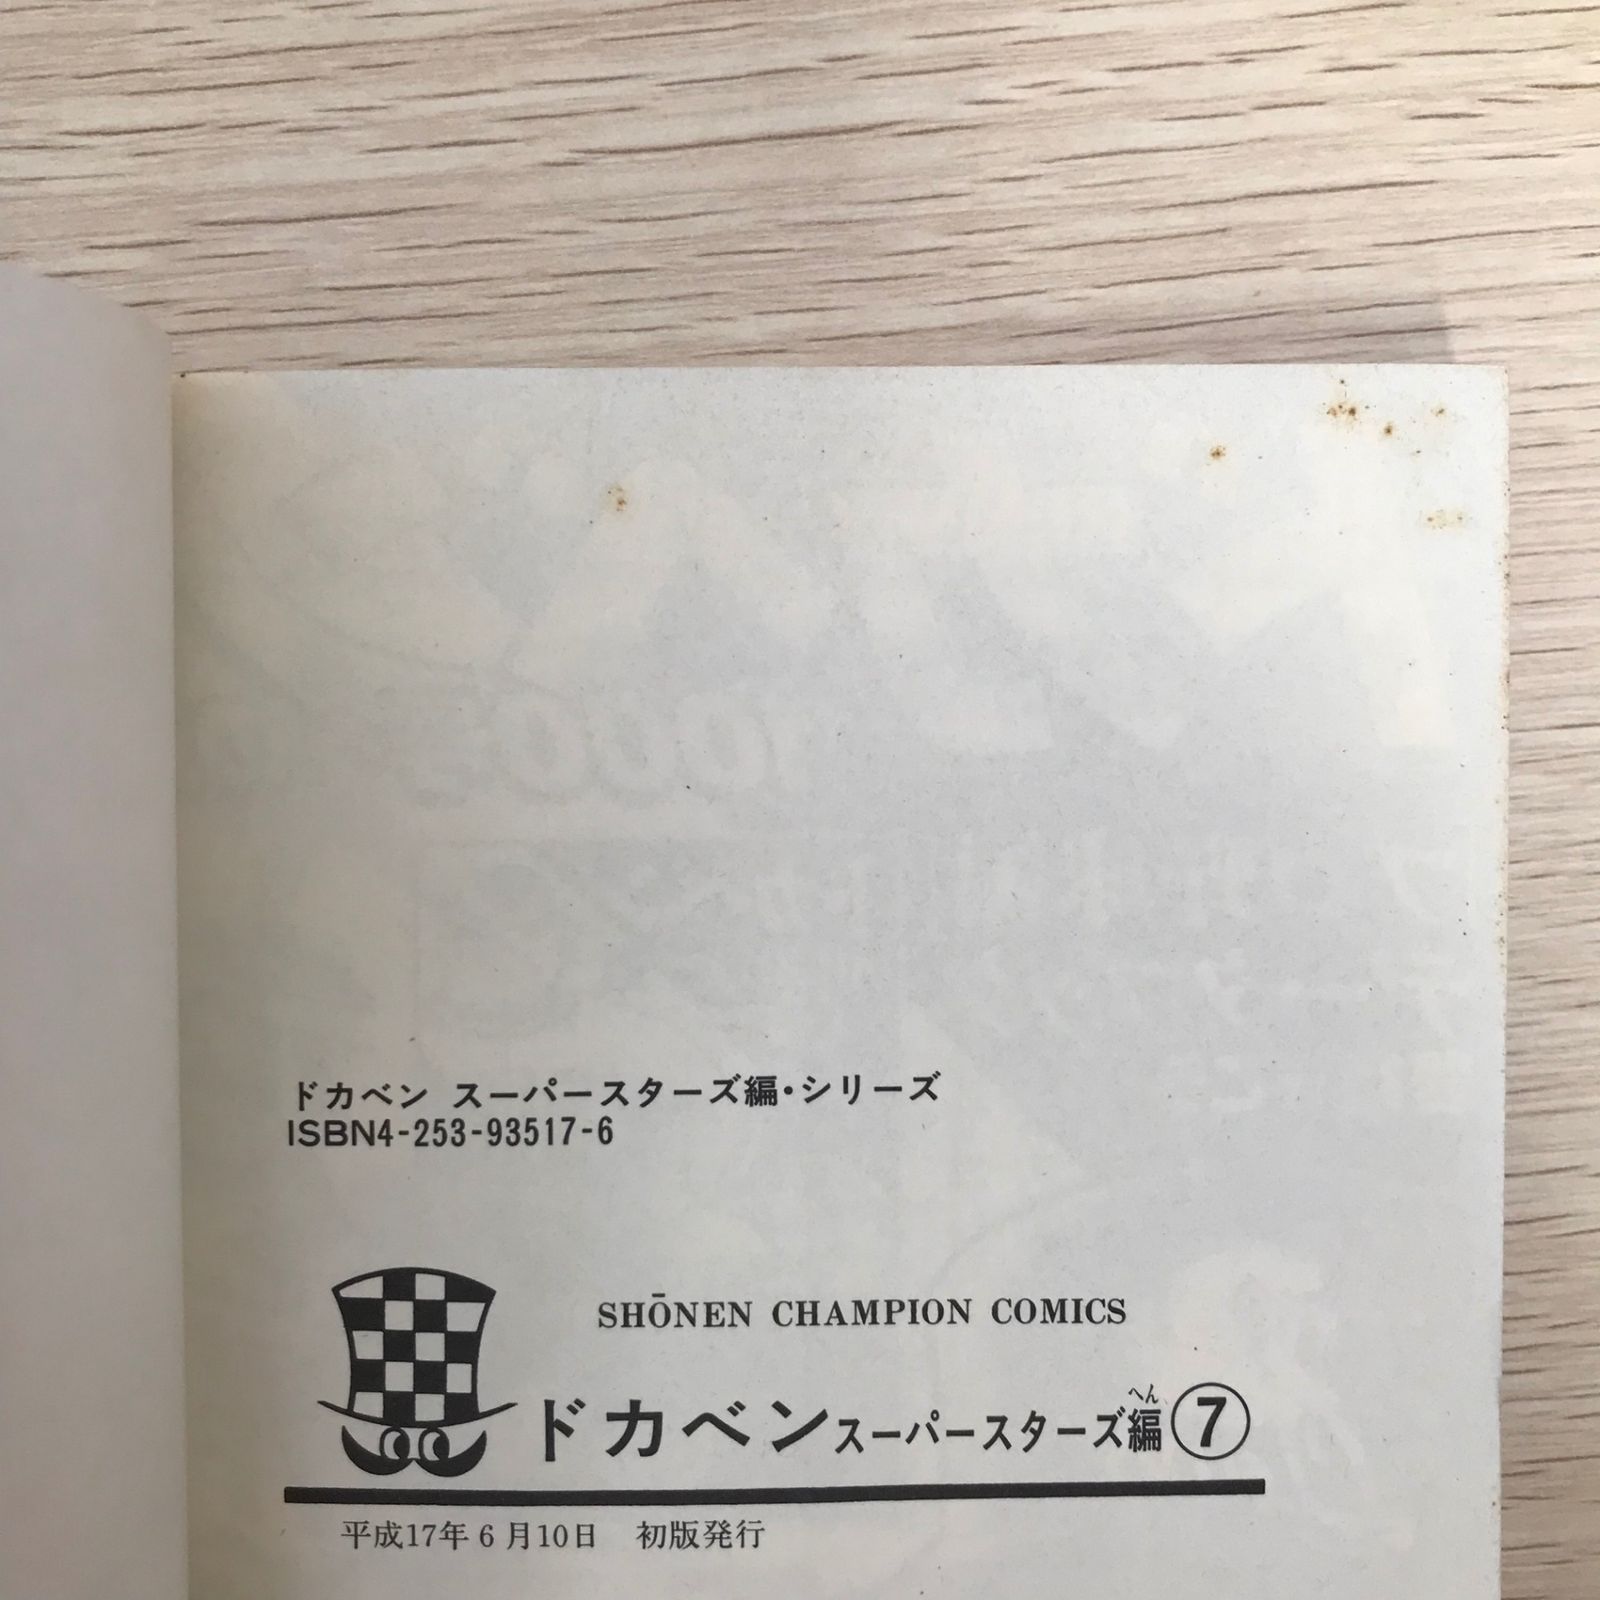 ドカベン スーパースターズ編・シリーズ
ISBN4-253-93517-6
SHŌNEN CHAMPION COMICS
へん
ドカベンスーパースターズ編⑦
平成17年6月10日 初版発行